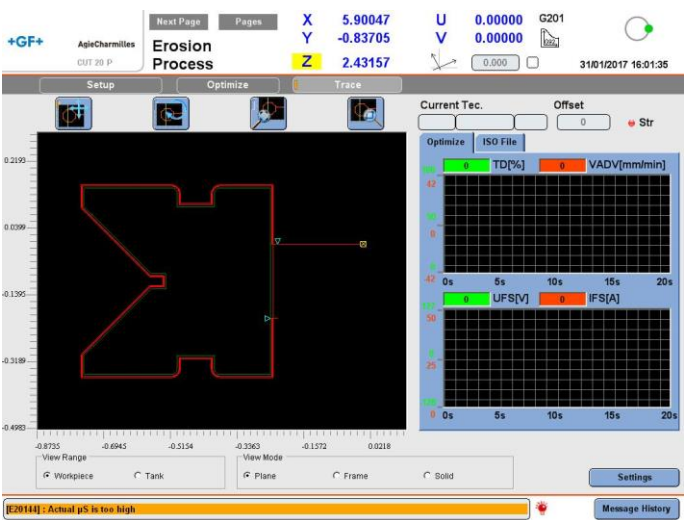 Next Page Pages X 5.90047 U 0.00000 G201
+GF+ AgieCharmilles Erosion Y -0.83705 V 0.00000
CUT 20 P Process Z 2.43157 0.000 31/01/2017 16:01:35
Setup Optimize Trace
Current Tec. Offset
0 Str
Optimize ISO File
0 TD[%] 0 VADV[mm/min]
42
0
42 0s 5s 10s 15s 20s
0 UFS[V] 0 IFS[A]
50
25
0 0s 5s 10s 15s 20s
0.2193
0.0399
-0.1395
-0.3189
-0.4983
-0.8735 -0.6945 -0.5154 -0.3363 -0.1572 0.0218
View Range View Mode
Workpiece Tank Plane Frame Solid Settings
[E20144] : Actual µS is too high Message History